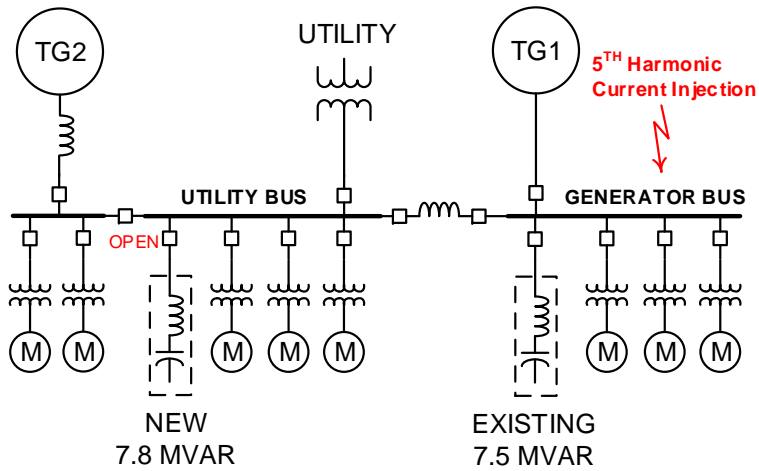 TG2
UTILITY
TG1
5TH Harmonic
Current Injection
UTILITY BUS
GENERATOR BUS
OPEN
M
M
M
M
M
M
M
M
NEW
7.8 MVAR
EXISTING
7.5 MVAR